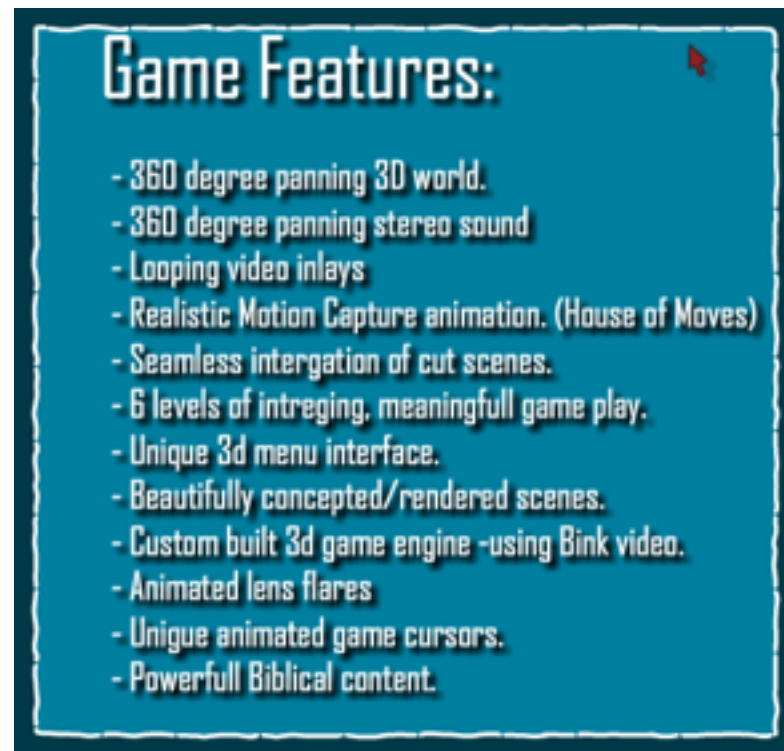 Game Features:
- 360 degree panning 3D world.
- 360 degree panning stereo sound
- Looping video inlays
- Realistic Motion Capture animation. (House of Moves)
- Seamless intergation of cut scenes.
- 6 levels of intreging, meaningfull game play.
- Unique 3d menu interface.
- Beautifully concepted/rendered scenes.
- Custom built 3d game engine -using Bink video.
- Animated lens flares
- Unigue animated game cursors.
- Powerfull Biblical content.